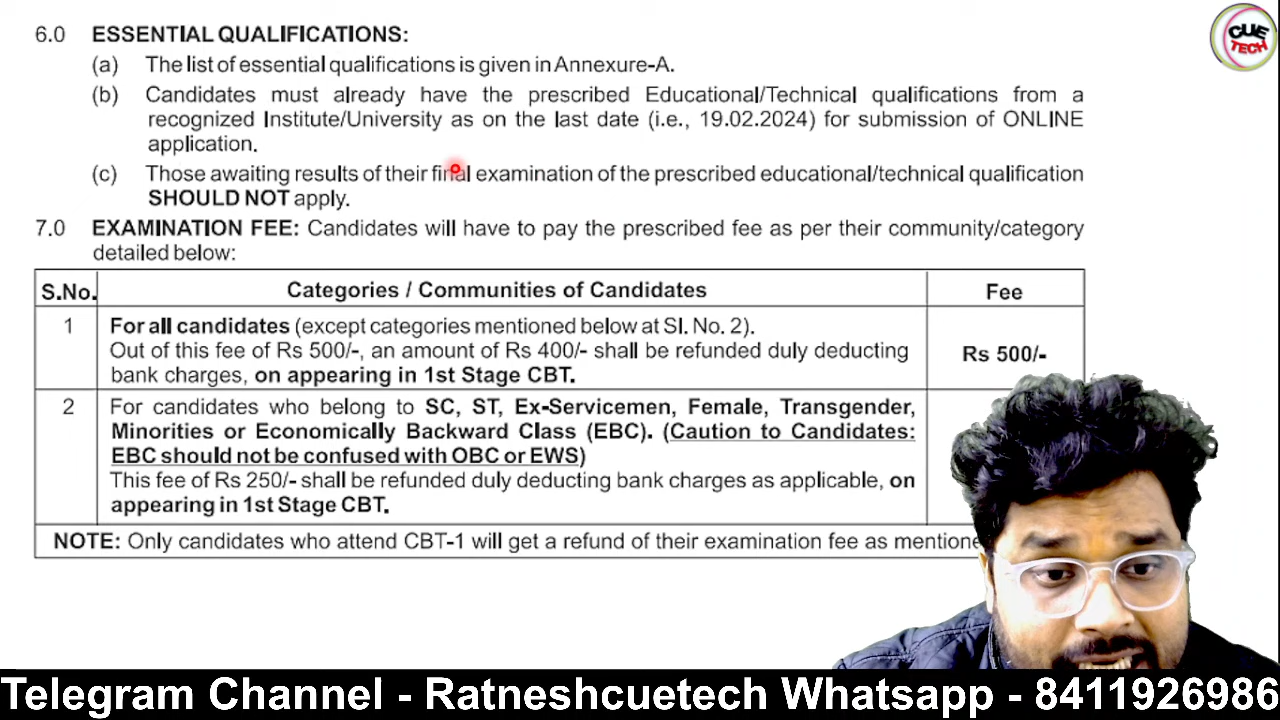 CUE
TECH
6.0 ESSENTIAL QUALIFICATIONS:
(a) The list of essential qualifications is given in Annexure-A.
(b) Candidates must already have the prescribed Educational/Technical qualifications from a
recognized Institute/University as on the last date (i.e., 19.02.2024) for submission of ONLINE
application.
(c) Those awaiting results of their final examination of the prescribed educational/technical qualification
SHOULD NOT apply.
7.0 EXAMINATION FEE: Candidates will have to pay the prescribed fee as per their community/category
detailed below:
S.No. Categories / Communities of Candidates Fee
1 For all candidates (except categories mentioned below at SI. No. 2).
Out of this fee of Rs 500/-, an amount of Rs 400/- shall be refunded duly deducting
bank charges, on appearing in 1st Stage CBT.
Rs 500/-
2 For candidates who belong to SC, ST, Ex-Servicemen, Female, Transgender,
Minorities or Economically Backward Class (EBC). (Caution to Candidates:
EBC should not be confused with OBC or EWS)
This fee of Rs 250/- shall be refunded duly deducting bank charges as applicable, on
appearing in 1st Stage CBT.
NOTE: Only candidates who attend CBT-1 will get a refund of their examination fee as mentione
Telegram Channel - Ratneshcuetech Whatsapp - 8411926986